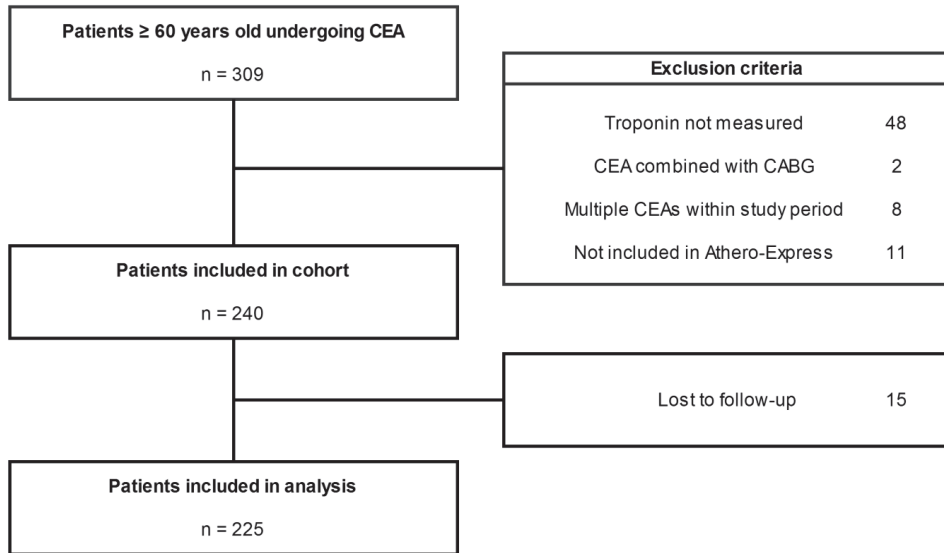 Patients ≥ 60 years old undergoing CEA
n = 309
Exclusion criteria
Troponin not measured 48
CEA combined with CABG 2
Multiple CEAs within study period 8
Not included in Athero-Express 11
Patients included in cohort
n = 240
Lost to follow-up 15
Patients included in analysis
n = 225